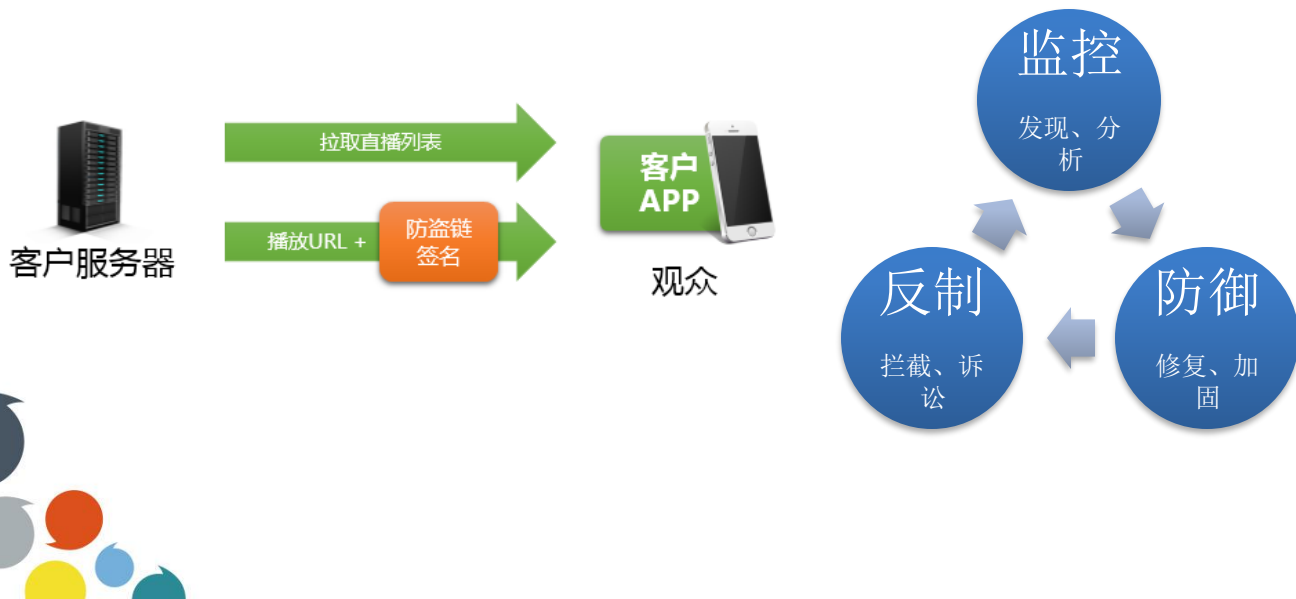 客户服务器
拉取直播列表
播放URL +
防盗链
签名
客户
APP
观众
监控
发现、分
析
防御
修复、加
固
反制
拦截、诉
讼